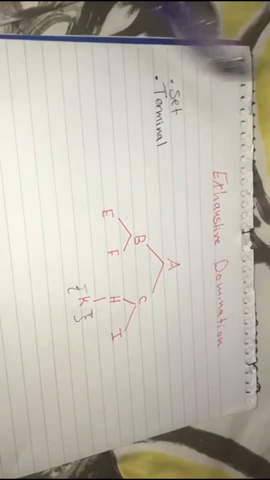 Exhaustive Domination
• Set
• Terminal
A
B C
E F H I
K